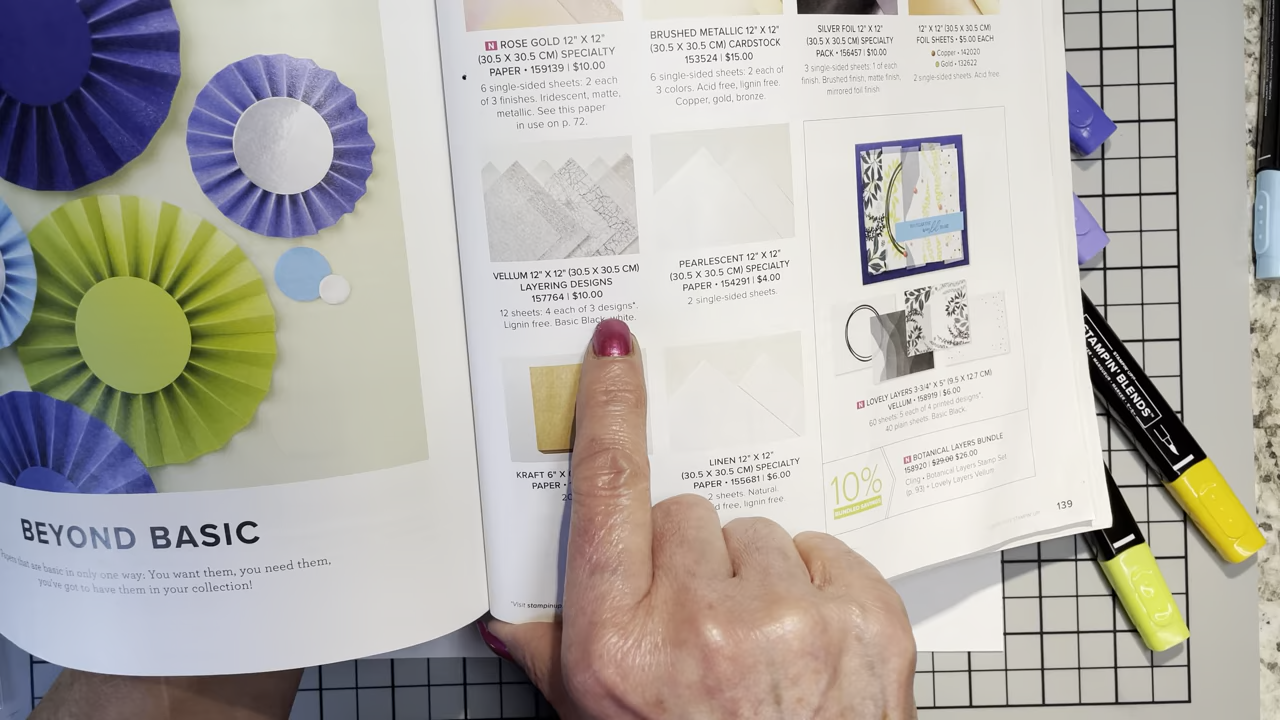 N ROSE GOLD 12" X 12"
(30.5 X 30.5 CM) SPECIALTY
PAPER • 159139 | $10.00
6 single-sided sheets: 2 each
of 3 finishes. Iridescent, matte,
metallic. See this paper
in use on p. 72.
BRUSHED METALLIC 12" X 12"
(30.5 X 30.5 CM) CARDSTOCK
153524 | $15.00
6 single-sided sheets: 2 each of
3 colors. Acid free, lignin free.
Copper, gold, bronze.
SILVER FOIL 12" X 12"
(30.5 X 30.5 CM) SPECIALTY
PACK • 156457 | $10.00
3 single-sided sheets: 1 each of
finish. Brushed finish, matte finish,
mirrored foil finish.
12" X 12" (30.5 X 30.5 CM)
FOIL SHEETS • $5.00 EACH
Copper • 142020
Gold • 132622
2 single-sided sheets. Acid free.
VELLUM 12" X 12" (30.5 X 30.5 CM)
LAYERING DESIGNS
157764 | $10.00
12 sheets: 4 each of 3 designs*.
Lignin free. Basic Black, white.
PEARLESCENT 12" X 12"
(30.5 X 30.5 CM) SPECIALTY
PAPER • 154291 | $4.00
2 single-sided sheets.
KRAFT 6" X
PAPER •
LINEN 12" X 12"
(30.5 X 30.5 CM) SPECIALTY
PAPER • 155681 | $6.00
2 sheets. Natural.
free, lignin free.
N LOVELY LAYERS 3-3/4" X 5" (9.5 X 12.7 CM)
VELLUM • 158919 | $6.00
60 sheets: 5 each of 4 printed designs*,
40 plain sheets. Basic Black.
10%
BUNDLED SAVINGS
N BOTANICAL LAYERS BUNDLE
158920 | $29.00 $26.00
Cling • Botanical Layers Stamp Set
(p. 93) • Lovely Layers Vellum
139
*Visit
BEYOND BASIC
Papers that are basic in only one way: You want them, you need them,
you've got to have them in your collection!
STAMPIN' BLENDS